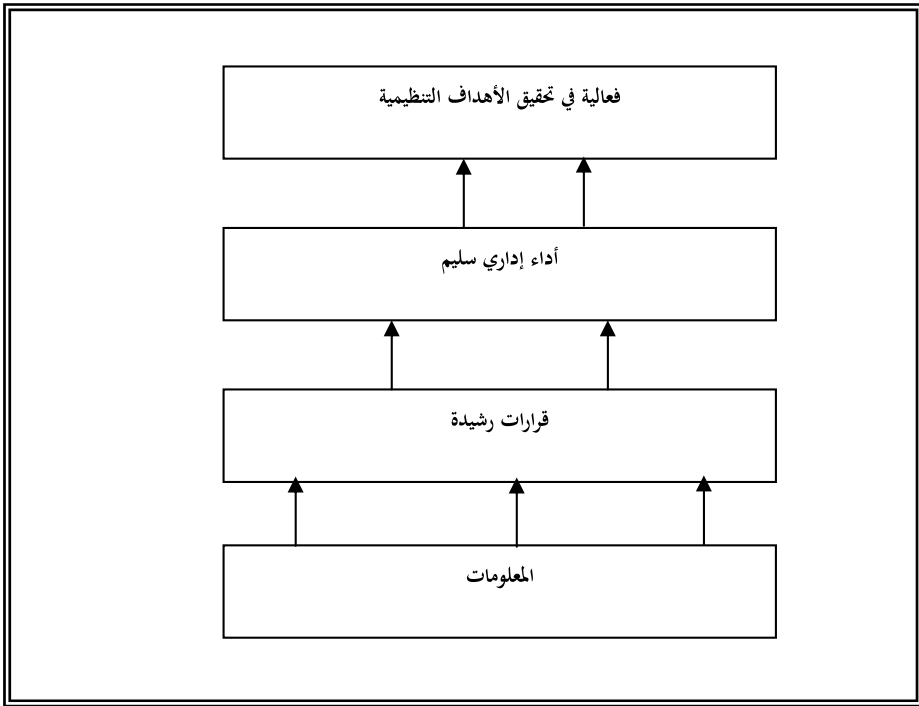 فعالية في تحقيق الأهداف التنظيمية
أداء إداري سليم
قرارات رشيدة
المعلومات